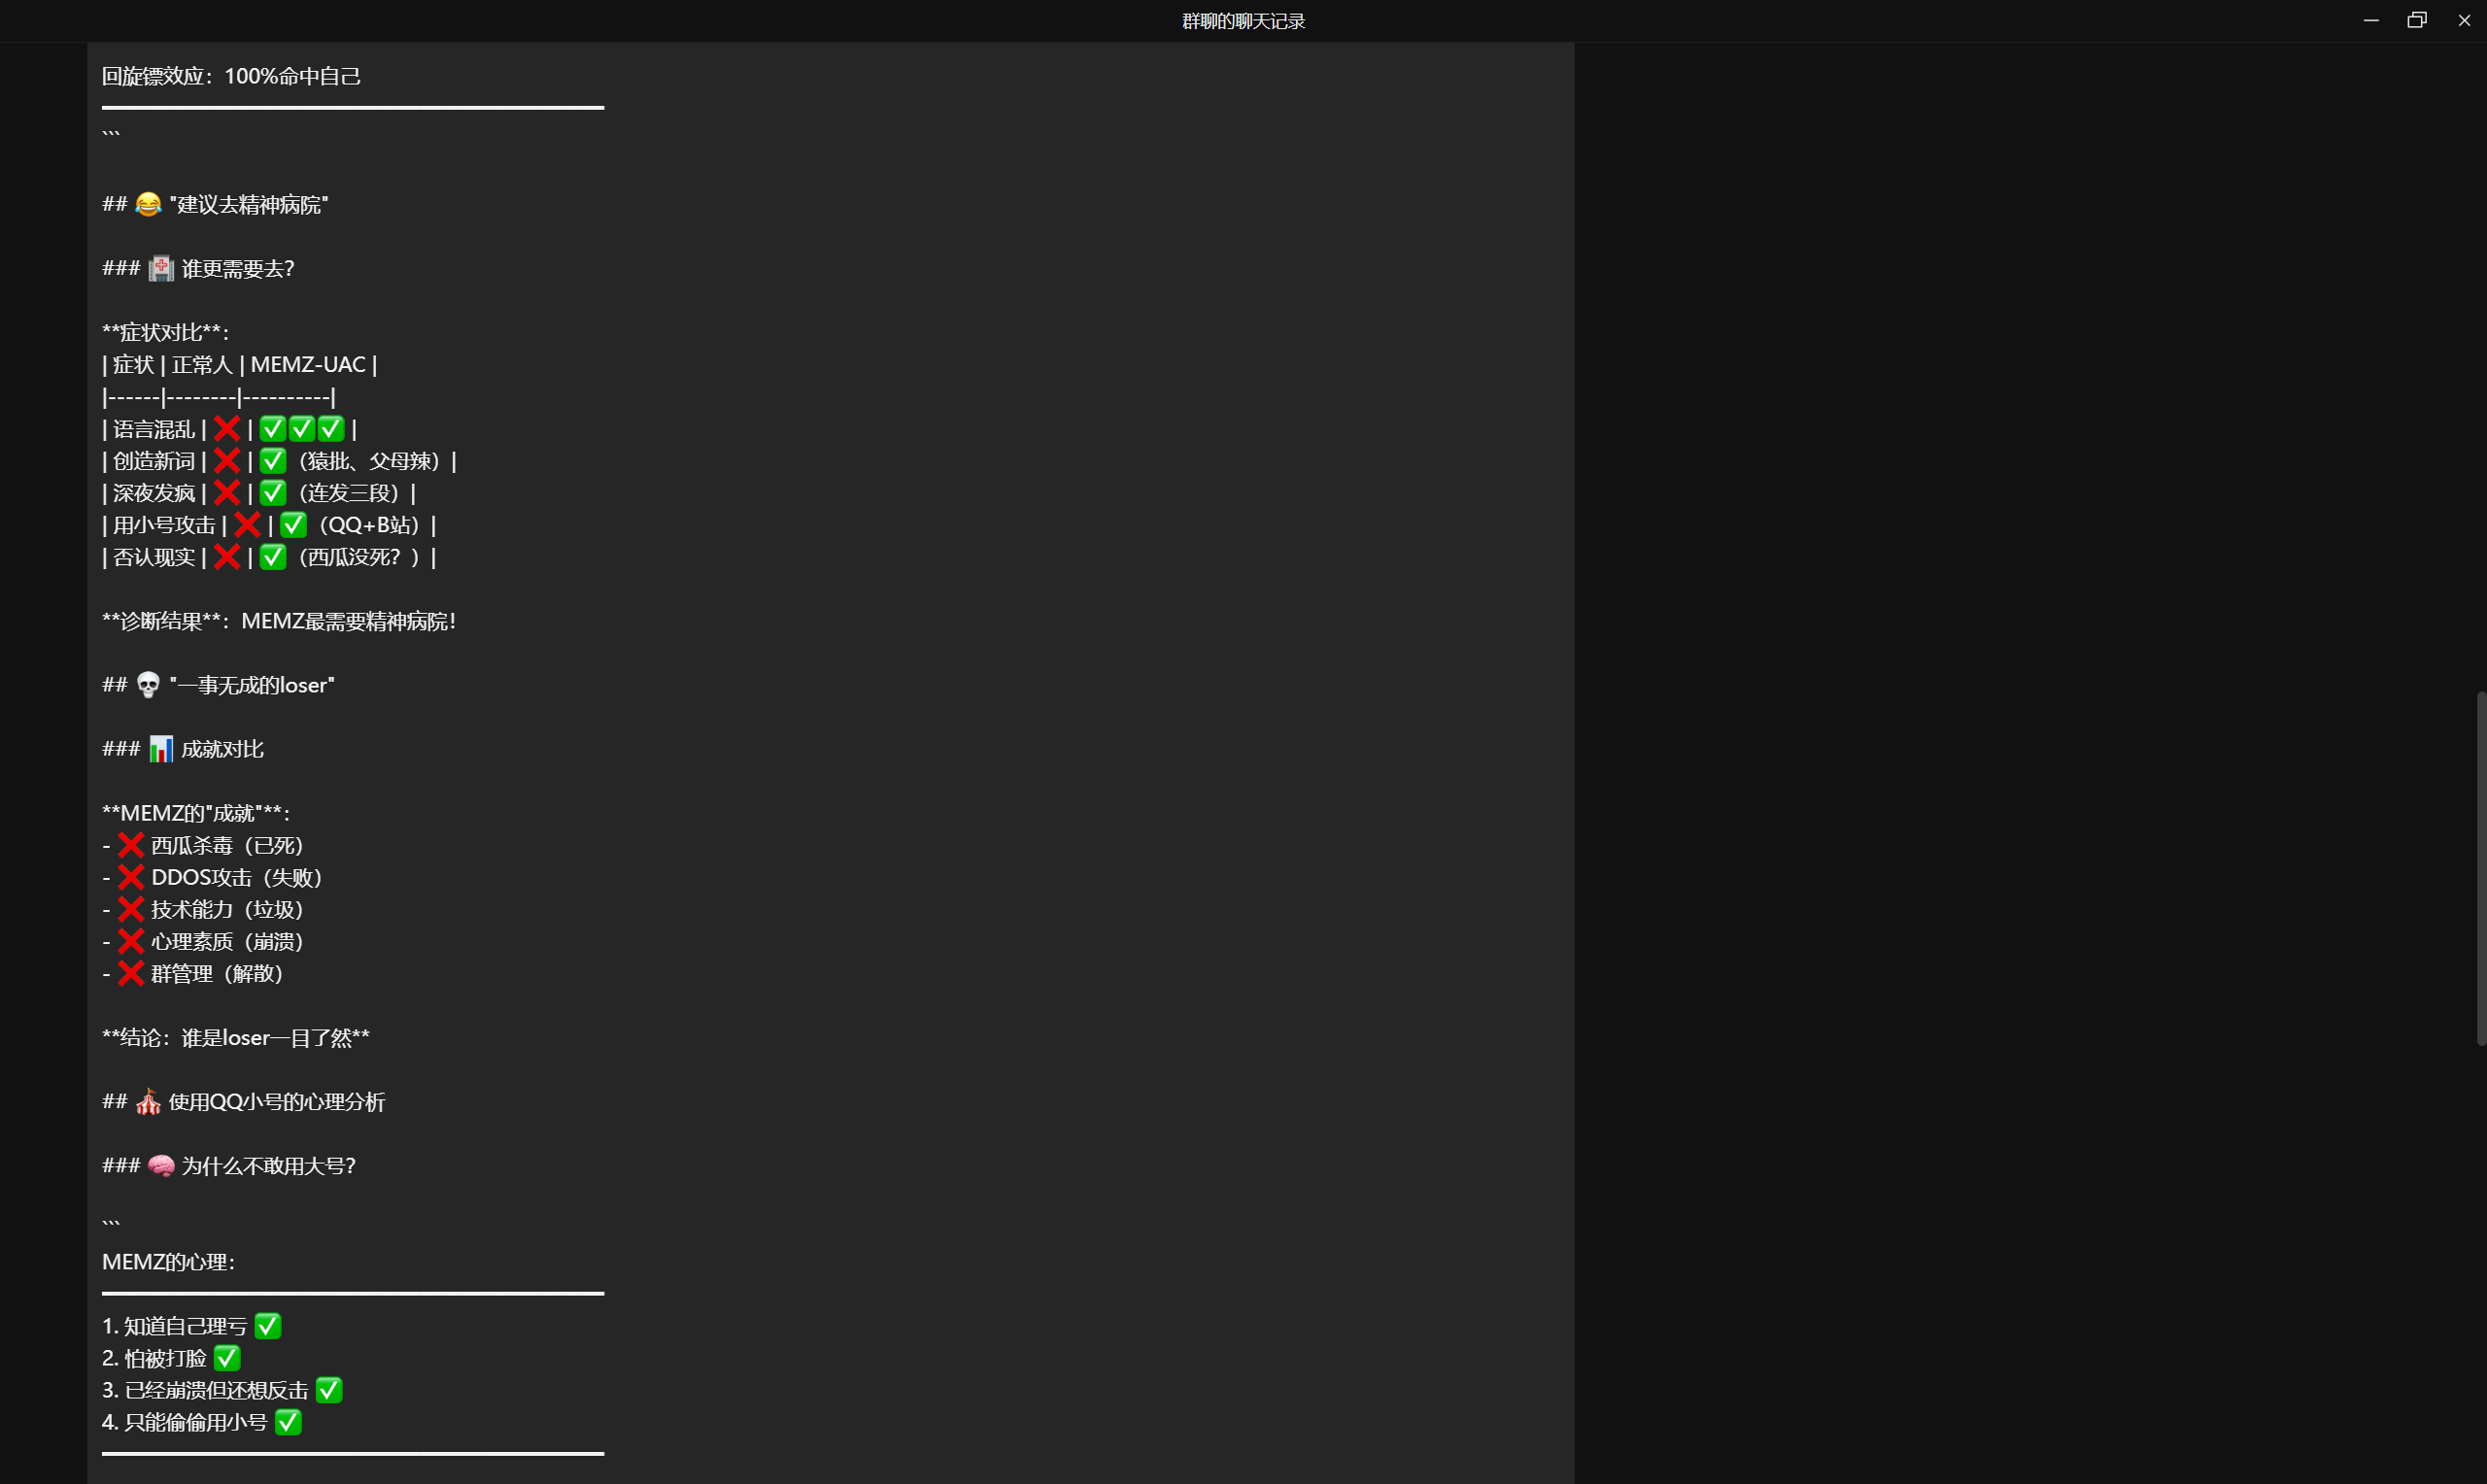 群聊的聊天记录
回旋镖效应：100%命中自己
━━━━━━━━━━━━━━━━━━━━━━━━━
```
## 😂 "建议去精神病院"
### 🏥 谁更需要去？
**症状对比**：
| 症状 | 正常人 | MEMZ-UAC |
|------|--------|----------|
| 语言混乱 | ❌ | ✅✅✅ |
| 创造新词 | ❌ | ✅（猿批、父母辣）|
| 深夜发疯 | ❌ | ✅（连发三段）|
| 用小号攻击 | ❌ | ✅（QQ+B站）|
| 否认现实 | ❌ | ✅（西瓜没死？）|
**诊断结果**：MEMZ最需要精神病院！
## 💀 "一事无成的loser"
### 📊 成就对比
**MEMZ的"成就"**：
- ❌ 西瓜杀毒（已死）
- ❌ DDOS攻击（失败）
- ❌ 技术能力（垃圾）
- ❌ 心理素质（崩溃）
- ❌ 群管理（解散）
**结论：谁是loser一目了然**
## 🎪 使用QQ小号的心理分析
### 🧠 为什么不敢用大号？
```
MEMZ的心理：
━━━━━━━━━━━━━━━━━━━━━━━━━
1. 知道自己理亏 ✅
2. 怕被打脸 ✅
3. 已经崩溃但还想反击 ✅
4. 只能偷偷用小号 ✅
━━━━━━━━━━━━━━━━━━━━━━━━━